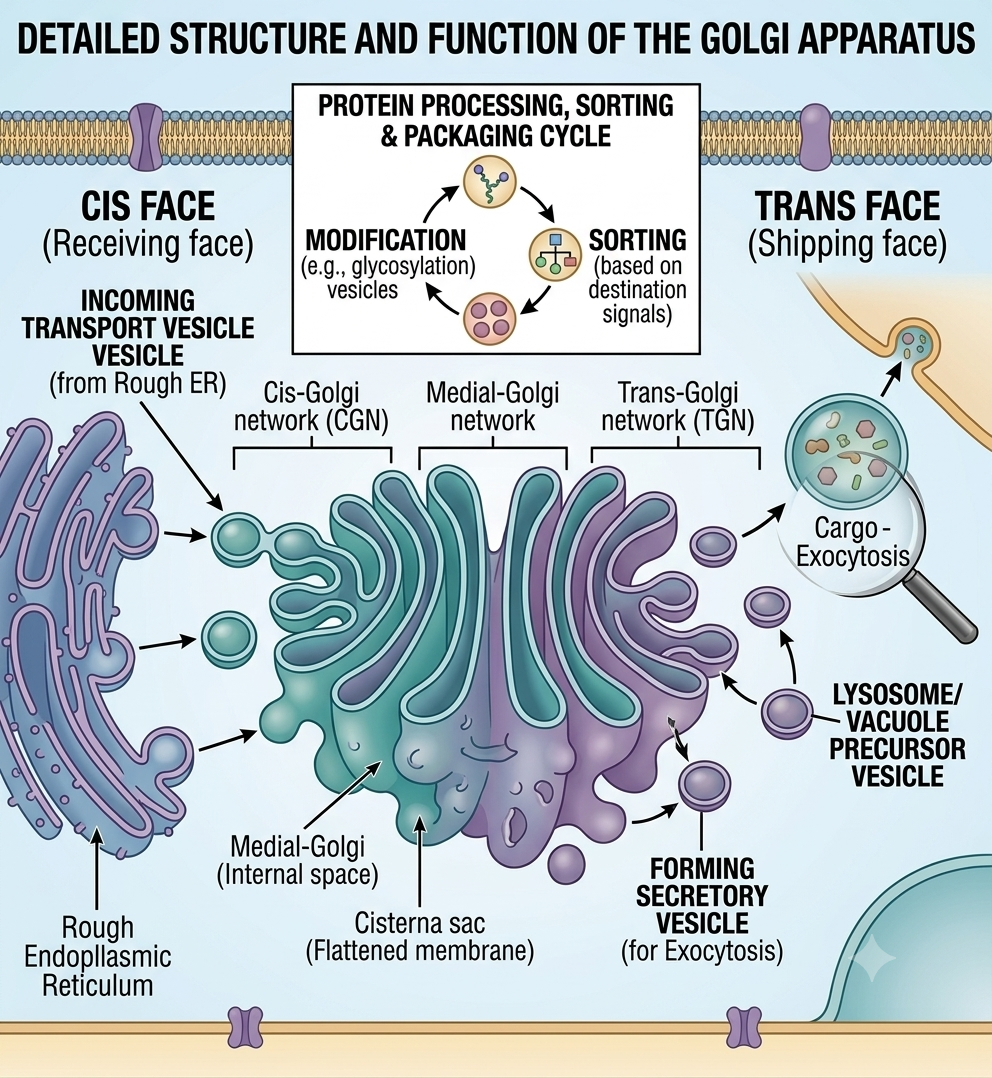 DETAILED STRUCTURE AND FUNCTION OF THE GOLGI APPARATUS
PROTEIN PROCESSING, SORTING
& PACKAGING CYCLE
MODIFICATION
(e.g., glycosylation)
vesicles
SORTING
(based on
destination
signals)
CIS FACE
(Receiving face)
TRANS FACE
(Shipping face)
INCOMING
TRANSPORT VESICLE
VESICLE
(from Rough ER)
Cis-Golgi
network (CGN)
Medial-Golgi
network
Trans-Golgi
network (TGN)
Cargo -
Exocytosis
LYSOSOME/
VACUOLE
PRECURSOR
VESICLE
Medial-Golgi
(Internal space)
Cisterna sac
(Flattened membrane)
FORMING
SECRETORY
VESICLE
(for Exocytosis)
Rough
Endopllasmic
Reticulum